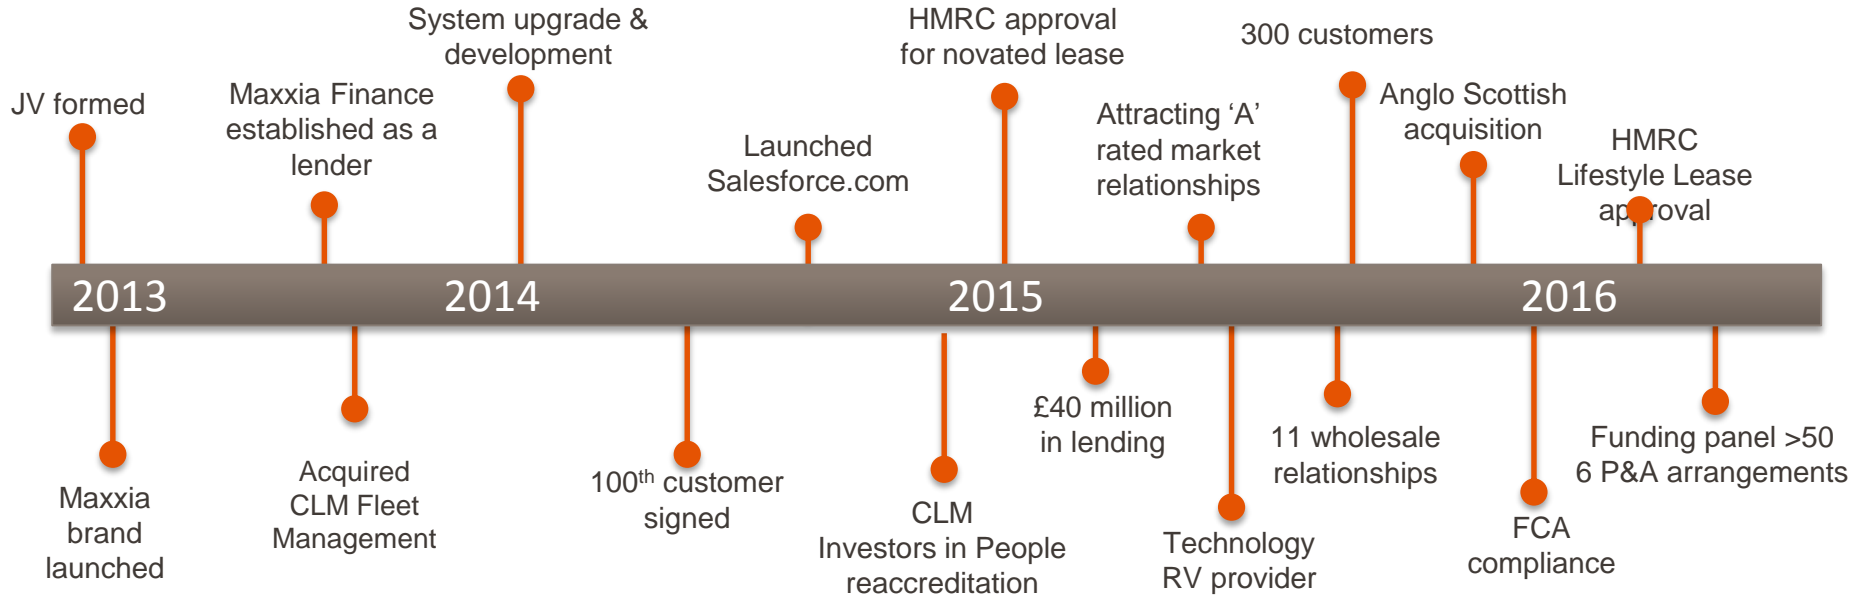 JV formed
Maxxia Finance
established as a
lender
System upgrade &
development
Launched
Salesforce.com
HMRC approval
for novated lease
Attracting ‘A’
rated market
relationships
300 customers
Anglo Scottish
acquisition
HMRC
Lifestyle Lease
approval
2013 2014 2015 2016
Maxxia
brand
launched
Acquired
CLM Fleet
Management
100th customer
signed
CLM
Investors in People
reaccreditation
£40 million
in lending
Technology
RV provider
11 wholesale
relationships
FCA
compliance
Funding panel >50
6 P&A arrangements